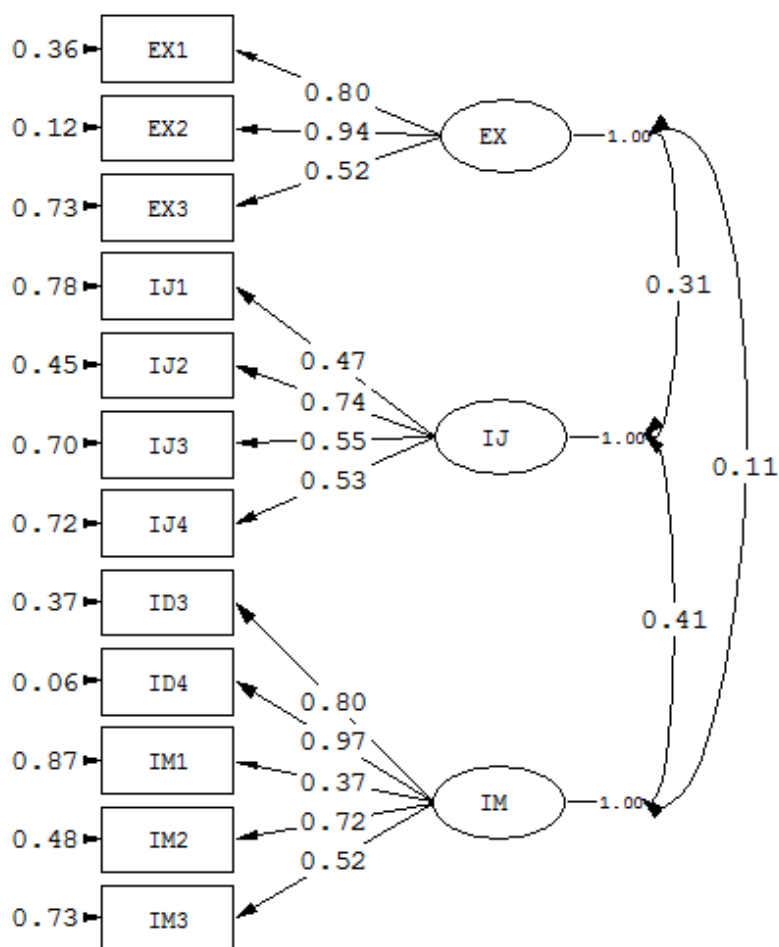 0.36 EX1
0.80
0.12 EX2 0.94 EX 1.00
0.52
0.73 EX3
0.78 IJ1 0.31
0.47
0.45 IJ2
0.74
0.70 IJ3 0.55 IJ 1.00
0.11
0.53
0.72 IJ4
0.37 ID3
0.41
0.06 ID4
0.80
0.97
0.87 IM1
0.37
IM 1.00
0.72
0.48 IM2
0.52
0.73 IM3